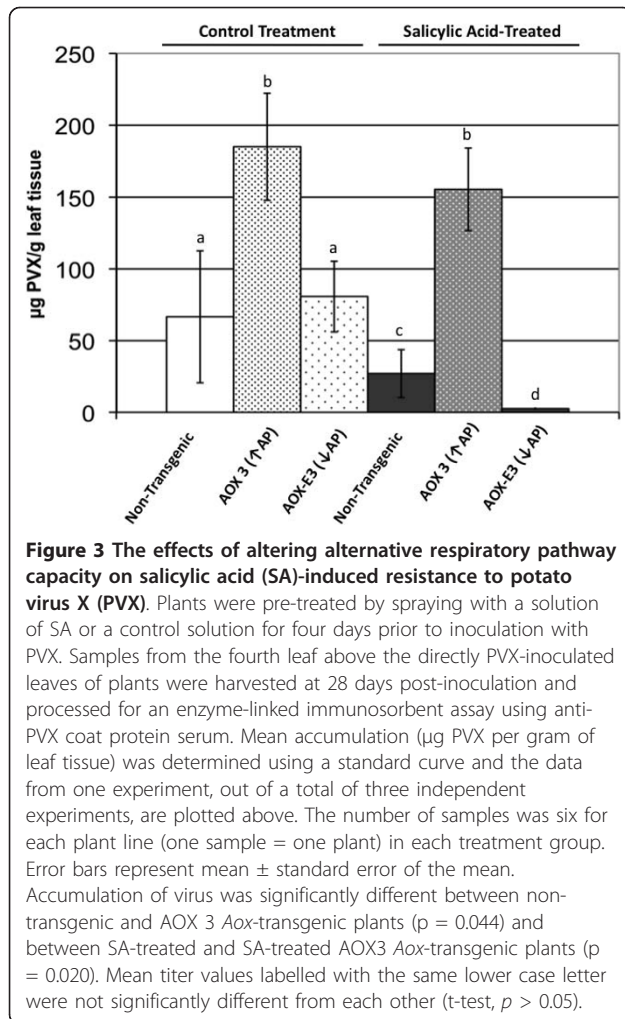 Control Treatment Salicylic Acid-Treated
250
200
150
100
50
0
µg PVX/g leaf tissue
a
b
a
c
b
d
Non-Transgenic
AOX 3 (↑AP)
AOX-E3 (↓AP)
Non-Transgenic
AOX 3 (↑AP)
AOX-E3 (↓AP)
Figure 3 The effects of altering alternative respiratory pathway
capacity on salicylic acid (SA)-induced resistance to potato
virus X (PVX). Plants were pre-treated by spraying with a solution
of SA or a control solution for four days prior to inoculation with
PVX. Samples from the fourth leaf above the directly PVX-inoculated
leaves of plants were harvested at 28 days post-inoculation and
processed for an enzyme-linked immunosorbent assay using anti-
PVX coat protein serum. Mean accumulation (µg PVX per gram of
leaf tissue) was determined using a standard curve and the data
from one experiment, out of a total of three independent
experiments, are plotted above. The number of samples was six for
each plant line (one sample = one plant) in each treatment group.
Error bars represent mean ± standard error of the mean.
Accumulation of virus was significantly different between non-
transgenic and AOX 3 Aox-transgenic plants (p = 0.044) and
between SA-treated and SA-treated AOX3 Aox-transgenic plants (p
= 0.020). Mean titer values labelled with the same lower case letter
were not significantly different from each other (t-test, p > 0.05).